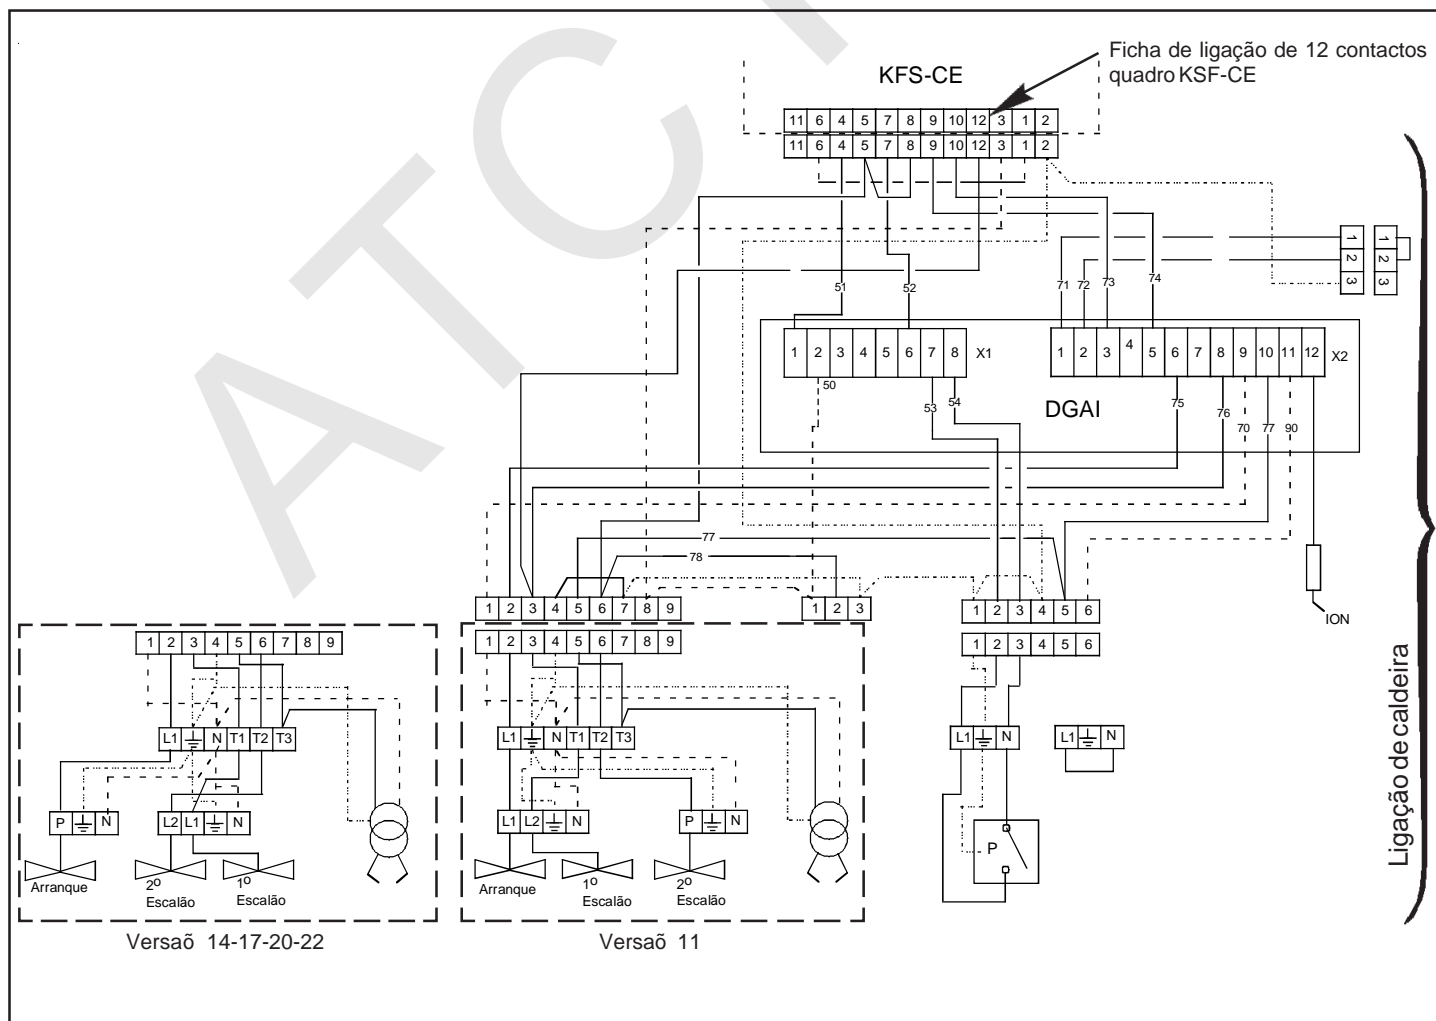 ATC
Ficha de ligação de 12 contactos
quadro KSF-CE
KFS-CE
11 6 4 5 7 8 9 10 12 3 1 2
11 6 4 5 7 8 9 10 12 3 1 2
1 1
2 2
3 3
51 52 71 72 73 74
1 2 3 4 5 6 7 8 X1
1 2 3 4 5 6 7 8 9 10 11 12 X2
50 53 54 DGAI 75 76 70 77 90
77
78
ION
1 2 3 4 5 6 7 8 9
1 2 3
1 2 3 4 5 6
1 2 3 4 5 6 7 8 9
1 2 3 4 5 6 7 8 9
1 2 3 4 5 6
L1 N T1 T2 T3
L1 N T1 T2 T3
L1 N
L1 N
P N
L2 L1 N
L1 L2 N
P N
P
Arranque
2º
Escalão
1º
Escalão
Arranque
1º
Escalão
2º
Escalão
Versaõ 14-17-20-22
Versaõ 11
Ligação de caldeira